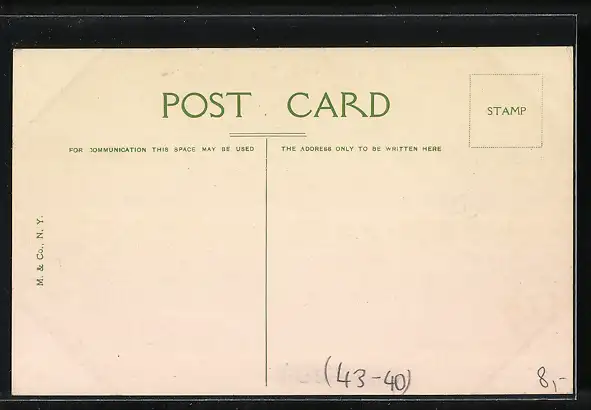 POST CARD
STAMP
FOR COMMUNICATION THIS SPACE MAY BE USED
THE ADDRESS ONLY TO BE WRITTEN HERE
M. & Co., N. Y.
(43-40)
8,-